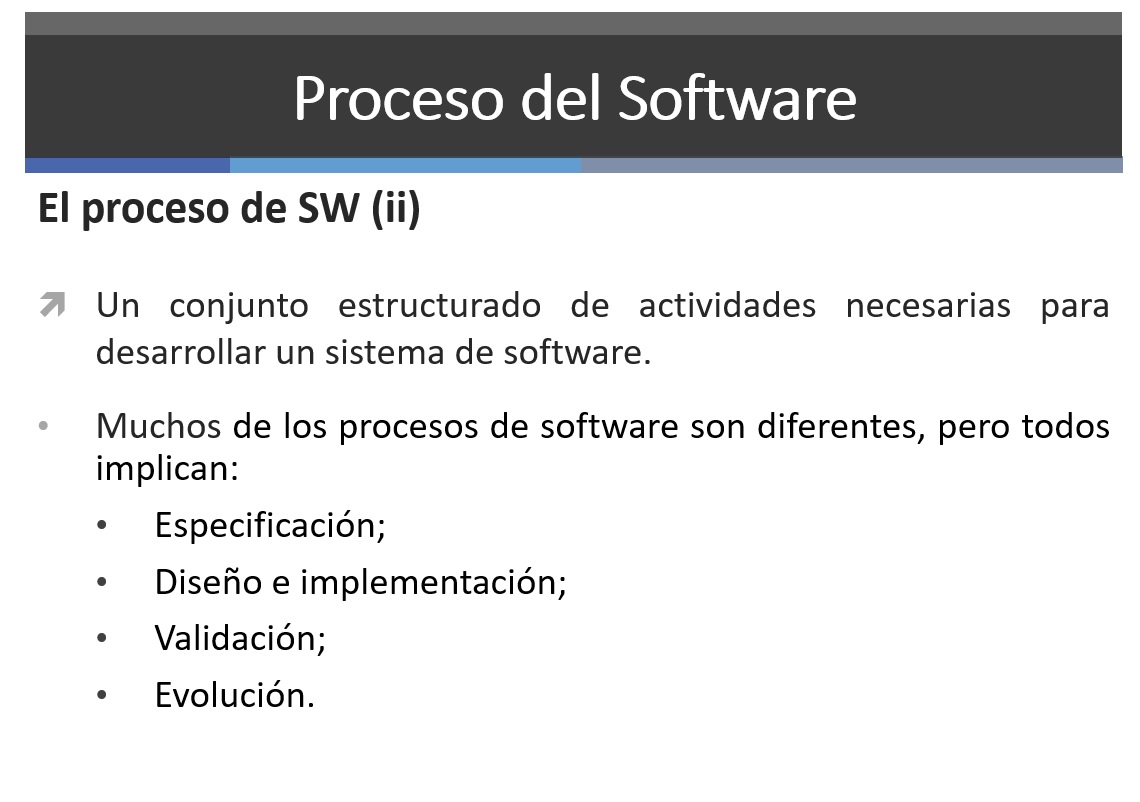 Proceso del Software
El proceso de SW (ii)
Un conjunto estructurado de actividades necesarias para
desarrollar un sistema de software.
• Muchos de los procesos de software son diferentes, pero todos
implican:
• Especificación;
• Diseño e implementación;
• Validación;
• Evolución.